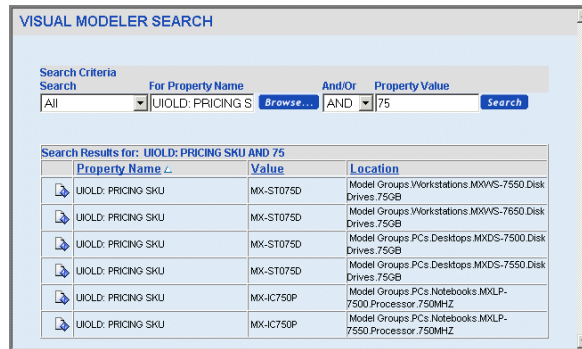 VISUAL MODELER SEARCH
Search Criteria
Search For Property Name And/Or Property Value
All UIOLD: PRICING S Browse... AND 75 Search
Search Results for: UIOLD: PRICING SKU AND 75
Property Name Value Location
UIOLD: PRICING SKU MX-ST075D Model Groups.Workstations.MXWS-7550.Disk
Drives.75GB
UIOLD: PRICING SKU MX-ST075D Model Groups.Workstations.MXWS-7650.Disk
Drives.75GB
UIOLD: PRICING SKU MX-ST075D Model Groups.PCs.Desktops.MXDS-7500.Disk
Drives.75GB
UIOLD: PRICING SKU MX-ST075D Model Groups.PCs.Desktops.MXDS-7550.Disk
Drives.75GB
UIOLD: PRICING SKU MX-IC750P Model Groups.PCs.Notebooks.MXLP-
7500.Processor.750MHZ
UIOLD: PRICING SKU MX-IC750P Model Groups.PCs.Notebooks.MXLP-
7550.Processor.750MHZ